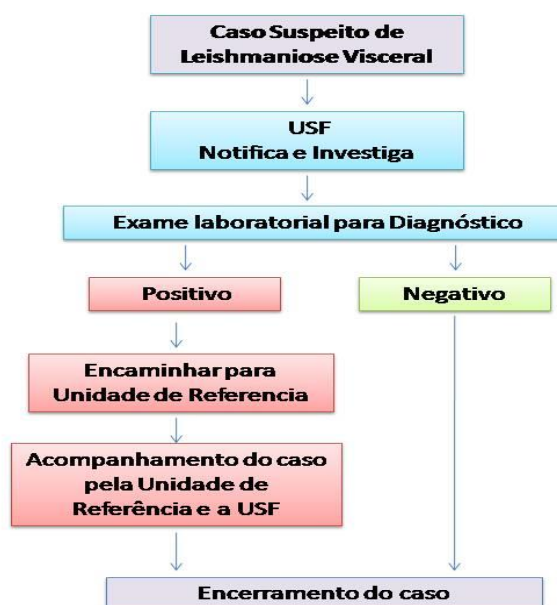 Caso Suspeito de
Leishmaniose Visceral
USF
Notifica e Investiga
Exame laboratorial para Diagnóstico
Positivo
Negativo
Encaminhar para
Unidade de Referencia
Acompanhamento do caso
pela Unidade de
Referência e a USF
Encerramento do caso